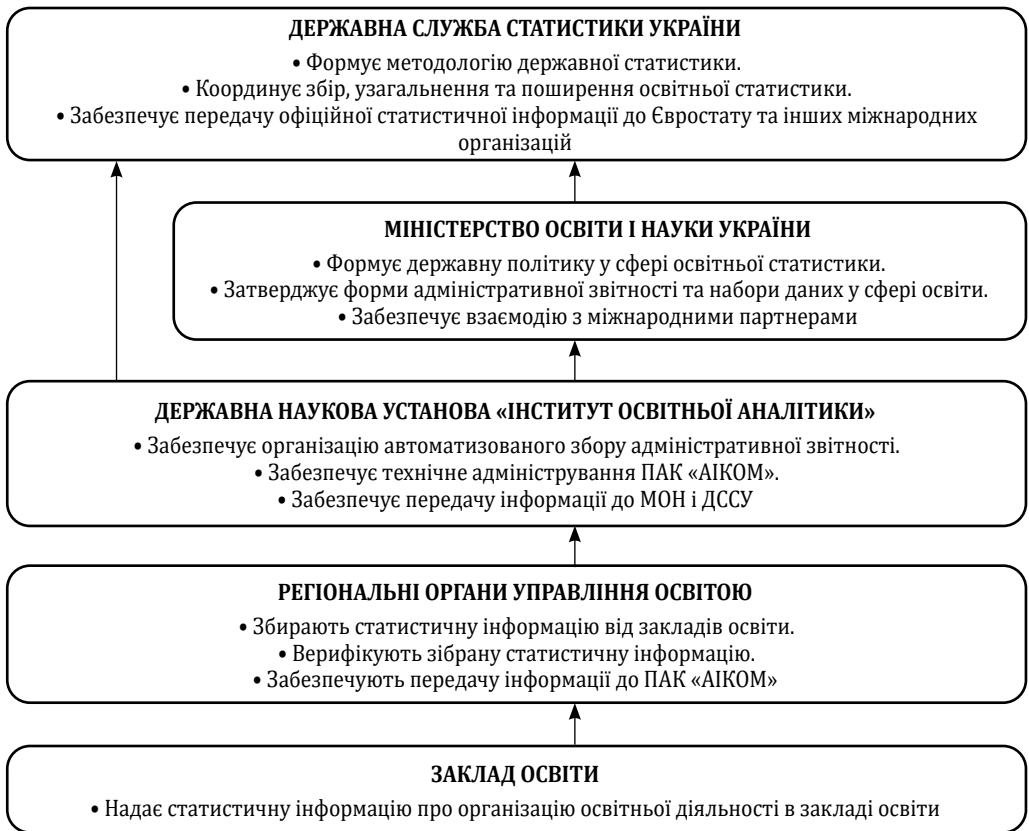 ДЕРЖАВНА СЛУЖБА СТАТИСТИКИ УКРАЇНИ
• Формує методологію державної статистики.
• Координує збір, узагальнення та поширення освітньої статистики.
• Забезпечує передачу офіційної статистичної інформації до Євростату та інших міжнародних
організацій
МІНІСТЕРСТВО ОСВІТИ І НАУКИ УКРАЇНИ
• Формує державну політику у сфері освітньої статистики.
• Затверджує форми адміністративної звітності та набори даних у сфері освіти.
• Забезпечує взаємодію з міжнародними партнерами
ДЕРЖАВНА НАУКОВА УСТАНОВА «ІНСТИТУТ ОСВІТНЬОЇ АНАЛІТИКИ»
• Забезпечує організацію автоматизованого збору адміністративної звітності.
• Забезпечує технічне адміністрування ПАК «АІКОМ».
• Забезпечує передачу інформації до МОН і ДССУ
РЕГІОНАЛЬНІ ОРГАНИ УПРАВЛІННЯ ОСВІТОЮ
• Збирають статистичну інформацію від закладів освіти.
• Верифікують зібрану статистичну інформацію.
• Забезпечують передачу інформації до ПАК «АІКОМ»
ЗАКЛАД ОСВІТИ
• Надає статистичну інформацію про організацію освітньої діяльності в закладі освіти